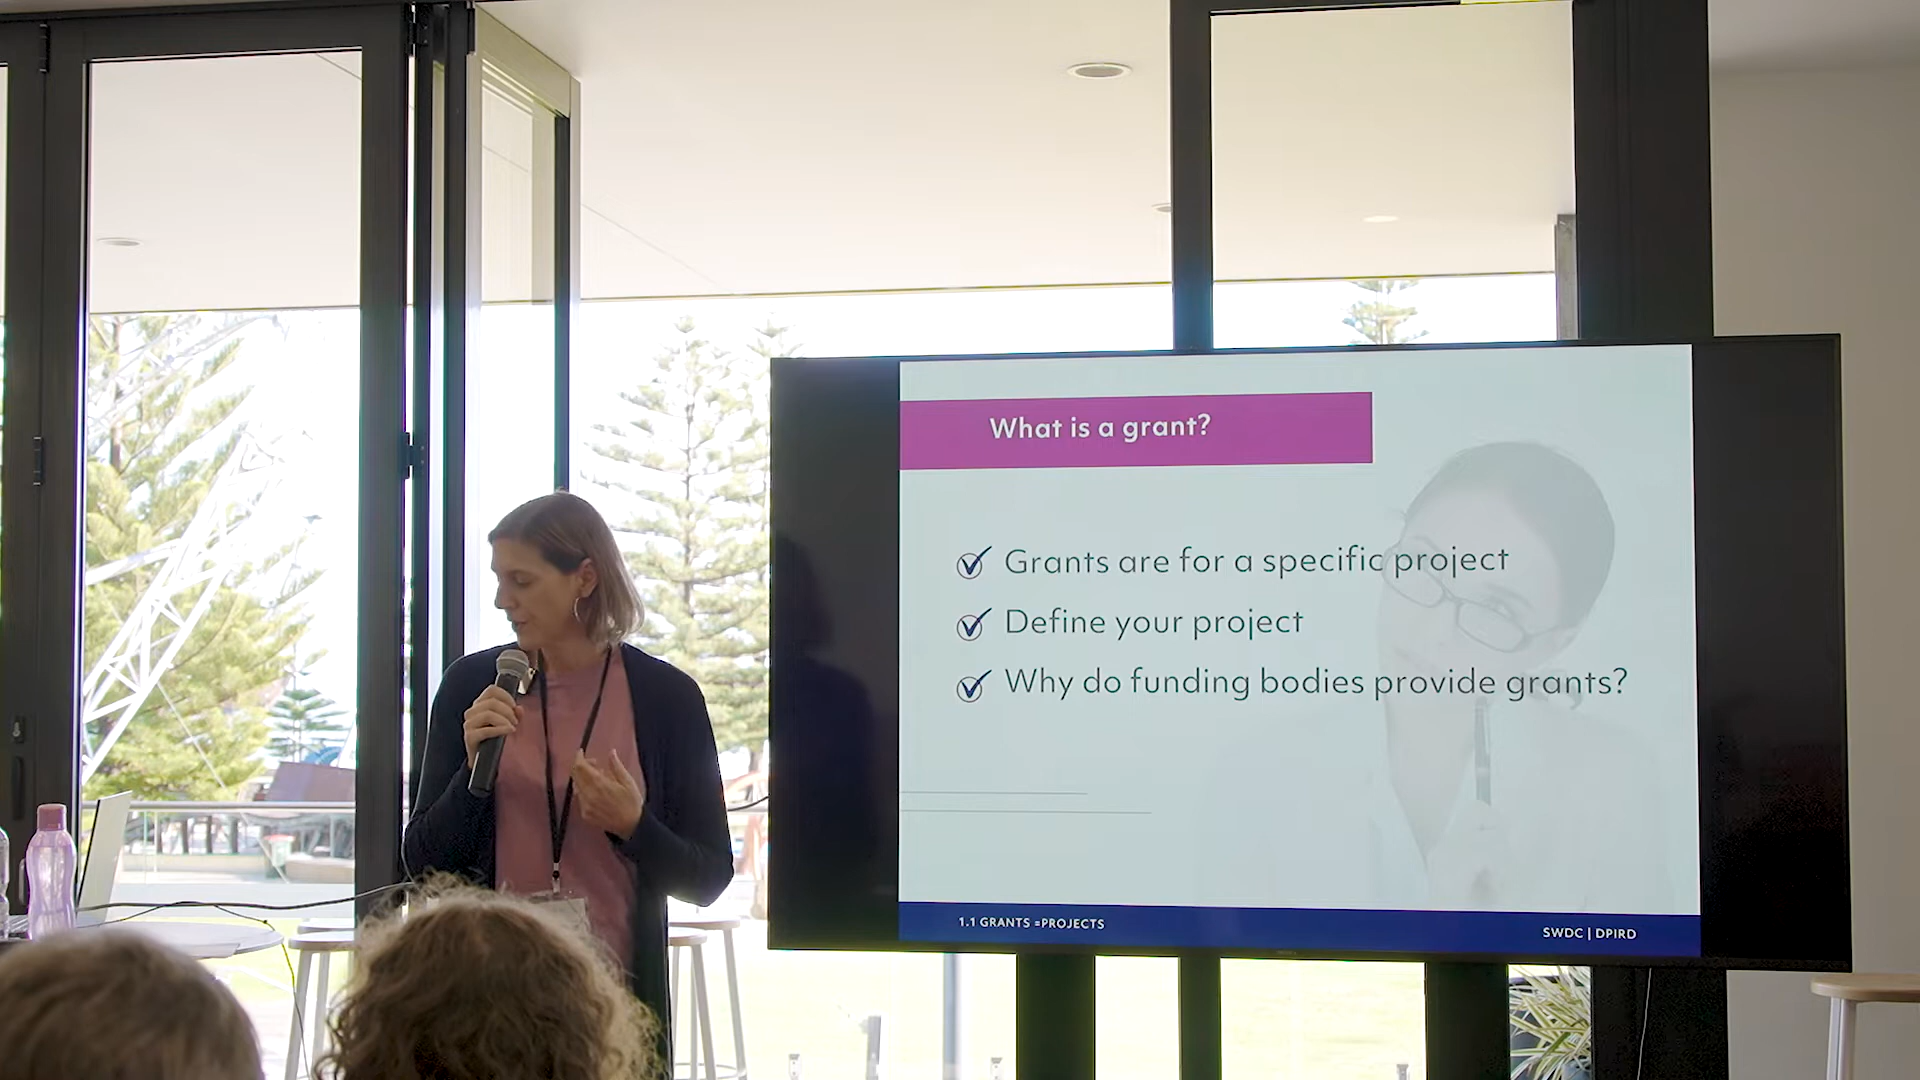 What is a grant?
Grants are for a specific project
Define your project
Why do funding bodies provide grants?
1.1 GRANTS =PROJECTS
SWDC | DPIRD